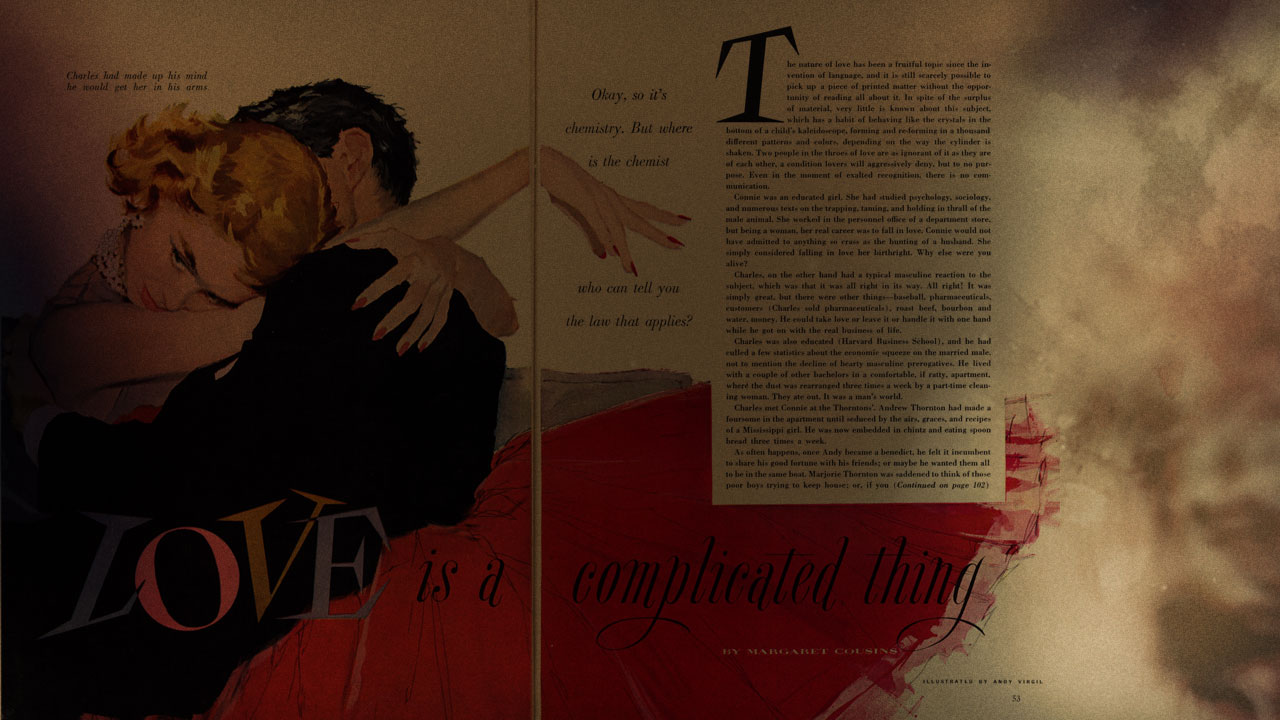 Charles had made up his mind
he would get her in his arms
Okay, so it's
chemistry. But where
is the chemist
who can tell you
the law that applies?
The nature of love has been a fruitful topic since the in-
vention of language, and it is still scarcely possible to
pick up a piece of printed matter without the oppor-
tunity of reading all about it. In spite of the surplus
of material, very little is known about this subject,
which has a habit of behaving like the crystals in the
bottom of a child's kaleidoscope, forming and re-forming in a thousand
different patterns and colors, depending on the way the cylinder is
shaken. Two people in the throes of love are as ignorant of it as they are
of each other, a condition lovers will aggressively deny, but to no pur-
pose. Even in the moment of exalted recognition, there is no com-
munication.
Connie was an educated girl. She had studied psychology, sociology,
and numerous texts on the trapping, taming, and holding in thrall of the
male animal. She worked in the personnel office of a department store,
but being a woman, her real career was to fall in love. Connie would not
have admitted to anything so crass as the hunting of a husband. She
simply considered falling in love her birthright. Why else were you
alive?
Charles, on the other hand had a typical masculine reaction to the
subject, which was that it was all right in its way. All right! It was
simply great, but there were other things—baseball, pharmaceuticals,
customers (Charles sold pharmaceuticals), roast beef, bourbon and
water, money. He could take love or leave it or handle it with one hand
while he got on with the real business of life.
Charles was also educated (Harvard Business School), and he had
culled a few statistics about the economic squeeze on the married male,
not to mention the decline of hearty masculine prerogatives. He lived
with a couple of other bachelors in a comfortable, if ratty, apartment,
where the dust was rearranged three times a week by a part-time clean-
ing woman. They ate out. It was a man's world.
Charles met Connie at the Thorntons'. Andrew Thornton had made a
foursome in the apartment until seduced by the airs, graces, and recipes
of a Mississippi girl. He was now embedded in chintz and eating spoon
bread three times a week.
As often happens, once Andy became a benedict, he felt it incumbent
to share his good fortune with his friends; or maybe he wanted them all
to be in the same boat. Marjorie Thornton was saddened to think of those
poor boys trying to keep house; or, if you (Continued on page 102)
LOVE is a complicated thing
BY MARGARET COUSINS
ILLUSTRATED BY ANDY VIRGIL
53